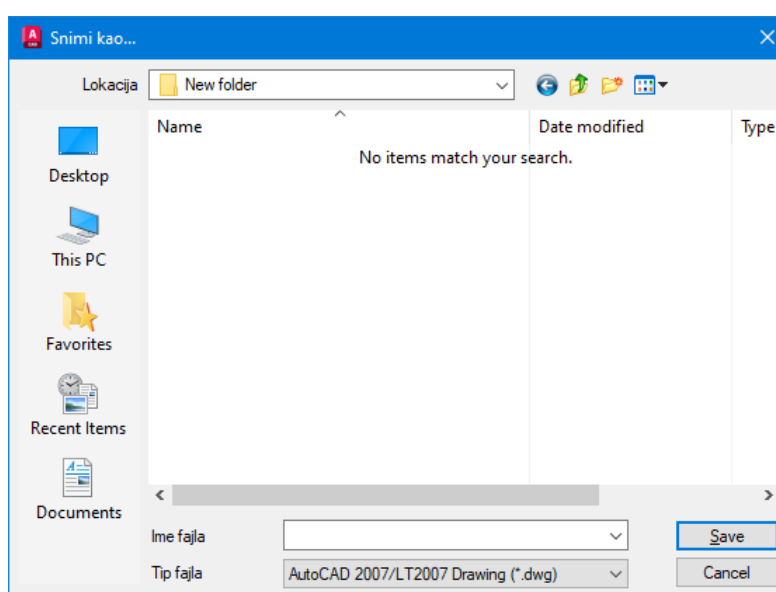 A
CAD
Snimi kao...
Lokacija
New folder
Name
Date modified
Type
No items match your search.
Desktop
This PC
Favorites
Recent Items
Documents
Ime fajla
Save
Tip fajla
AutoCAD 2007/LT2007 Drawing (*.dwg)
Cancel